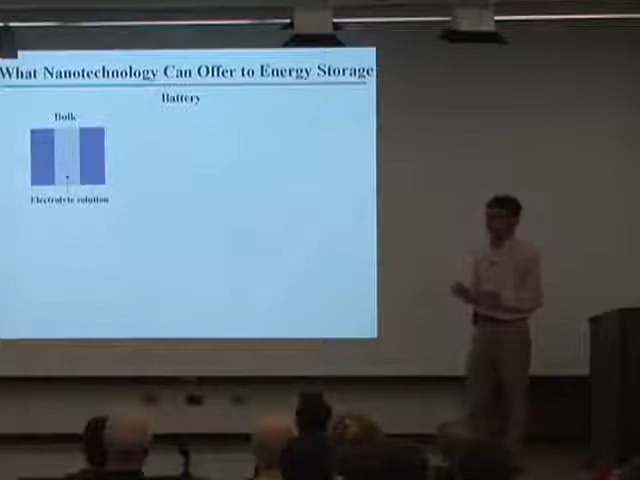 What Nanotechnology Can Offer to Energy Storage
Battery
Bulk
Electrolyte solution